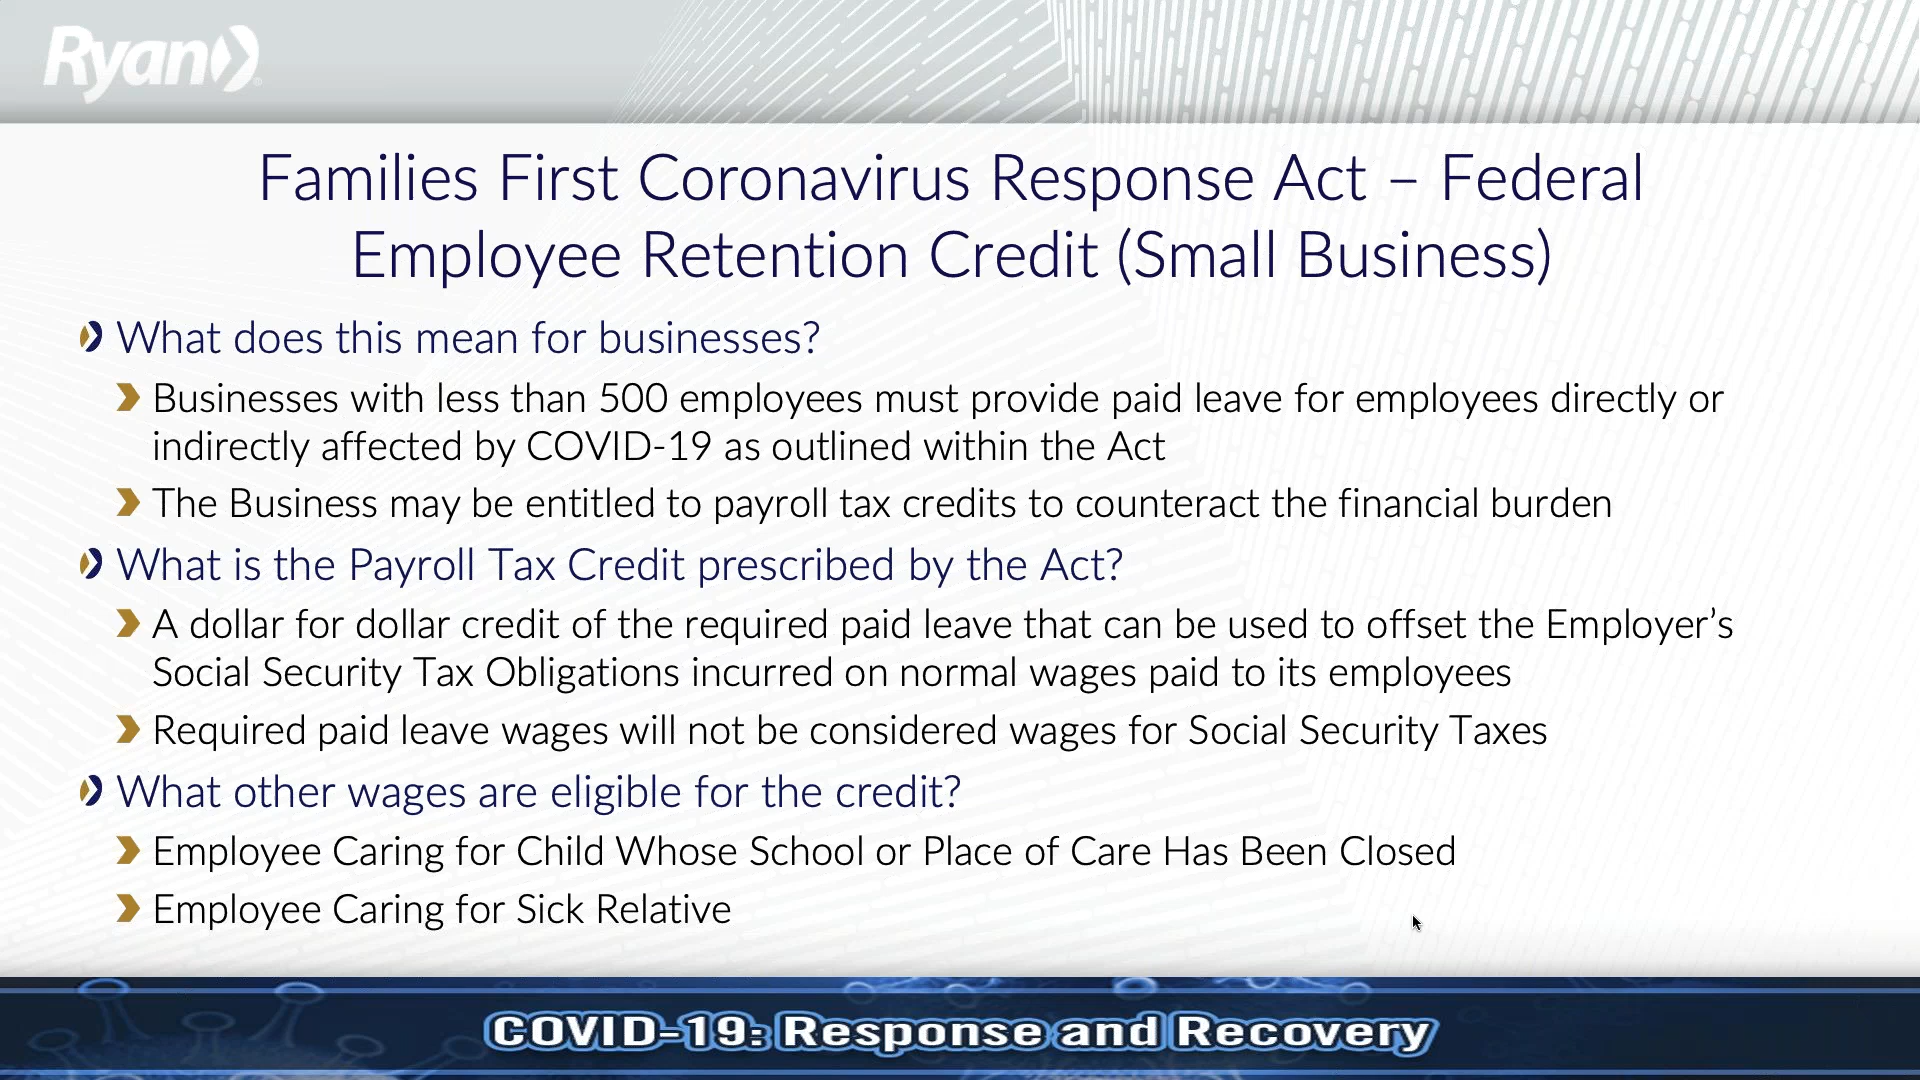 Ryan
Families First Coronavirus Response Act – Federal
Employee Retention Credit (Small Business)
What does this mean for businesses?
Businesses with less than 500 employees must provide paid leave for employees directly or
indirectly affected by COVID-19 as outlined within the Act
The Business may be entitled to payroll tax credits to counteract the financial burden
What is the Payroll Tax Credit prescribed by the Act?
A dollar for dollar credit of the required paid leave that can be used to offset the Employer’s
Social Security Tax Obligations incurred on normal wages paid to its employees
Required paid leave wages will not be considered wages for Social Security Taxes
What other wages are eligible for the credit?
Employee Caring for Child Whose School or Place of Care Has Been Closed
Employee Caring for Sick Relative
COVID-19: Response and Recovery